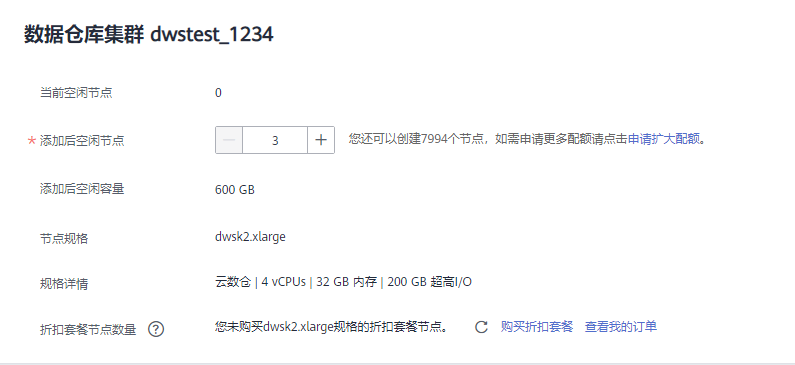 数据仓库集群 dwstest_1234
当前空闲节点 0
* 添加后空闲节点 — 3 + 您还可以创建7994个节点，如需申请更多配额请点击申请扩大配额。
添加后空闲容量 600 GB
节点规格 dwsk2.xlarge
规格详情 云数仓 | 4 vCPUs | 32 GB 内存 | 200 GB 超高I/O
折扣套餐节点数量 ? 您未购买dwsk2.xlarge规格的折扣套餐节点。 购买折扣套餐 查看我的订单